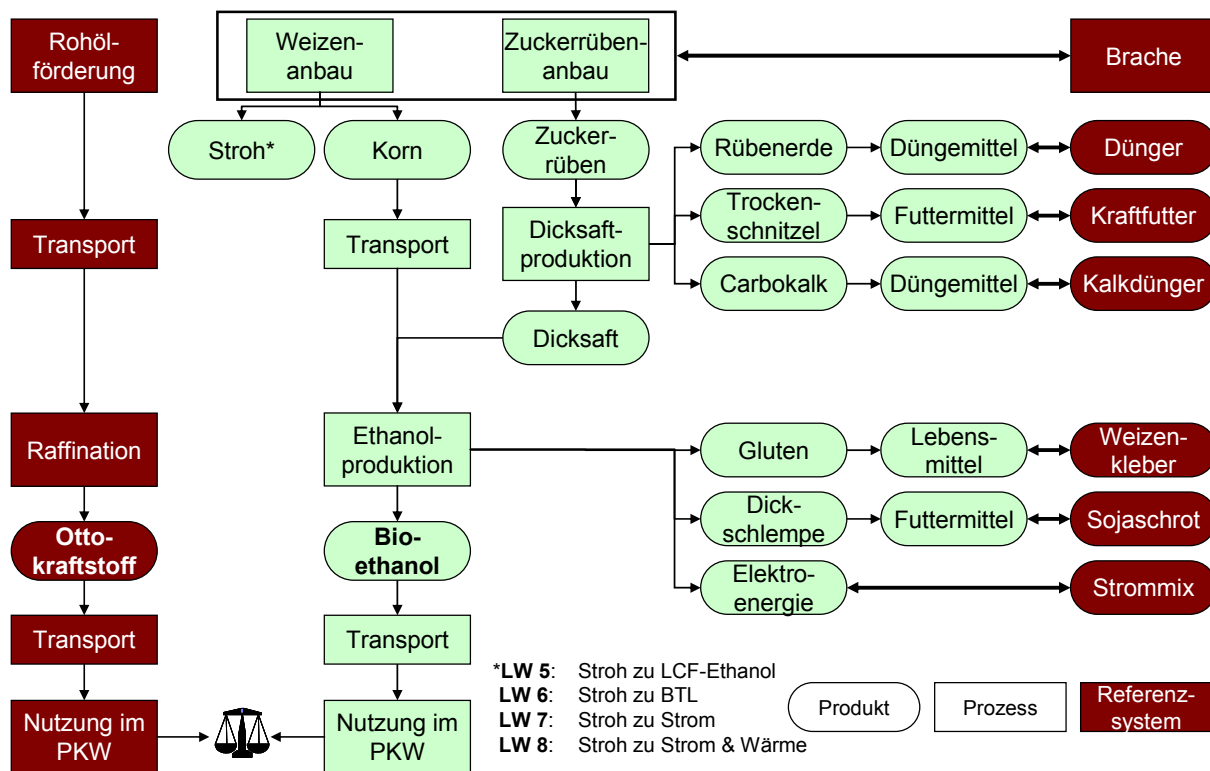 Rohöl-
förderung
Weizen-
anbau
Zuckerrüben-
anbau
Brache
Stroh*
Korn
Zucker-
rüben
Rübenerde
Düngemittel
Dünger
Transport
Transport
Dicksaft-
produktion
Trocken-
schnitzel
Futtermittel
Kraftfutter
Carbokalk
Düngemittel
Kalkdünger
Dicksaft
Raffination
Ethanol-
produktion
Gluten
Lebens-
mittel
Weizen-
kleber
Otto-
kraftstoff
Bio-
ethanol
Dick-
schlempe
Futtermittel
Sojaschrot
Elektro-
energie
Strommix
Transport
Transport
Nutzung im
PKW
Nutzung im
PKW
*LW 5: Stroh zu LCF-Ethanol
LW 6: Stroh zu BTL
LW 7: Stroh zu Strom
LW 8: Stroh zu Strom & Wärme
Produkt
Prozess
Referenz-
system